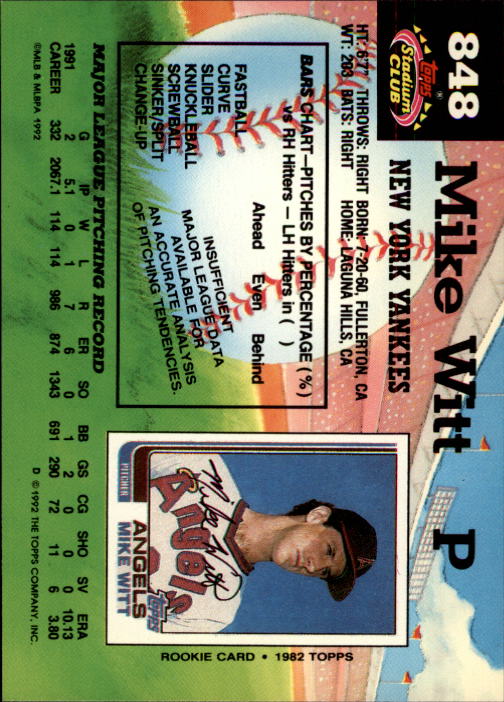 848
Topps®
Stadium
CLUB
Mike Witt P
NEW YORK YANKEES
HT: 6'7" THROWS: RIGHT BORN: 7-20-60, FULLERTON, CA
WT: 203 BATS: RIGHT HOME: LAGUNA HILLS, CA
BARS CHART—PITCHES BY PERCENTAGE (%)
vs RH Hitters — LH Hitters in ( )
Ahead Even Behind
FASTBALL
CURVE
SLIDER
KNUCKLEBALL
SCREWBALL
SINKER/SPLIT
CHANGE-UP
INSUFFICIENT
MAJOR LEAGUE DATA
AVAILABLE FOR
AN ACCURATE ANALYSIS
OF PITCHING TENDENCIES.
Mike Witt
Angels
A
Topps
ANGELS
MIKE WITT
PITCHER
ROOKIE CARD • 1982 TOPPS
MAJOR LEAGUE PITCHING RECORD
G IP W L R ER SO BB GS CG SHO SV ERA
1991 2 5.1 0 1 7 6 0 1 2 0 0 0 10.13
CAREER 332 2067.1 114 114 986 874 1343 691 290 72 11 6 3.80
©MLB & MLBPA 1992
D ©1992 THE TOPPS COMPANY, INC.